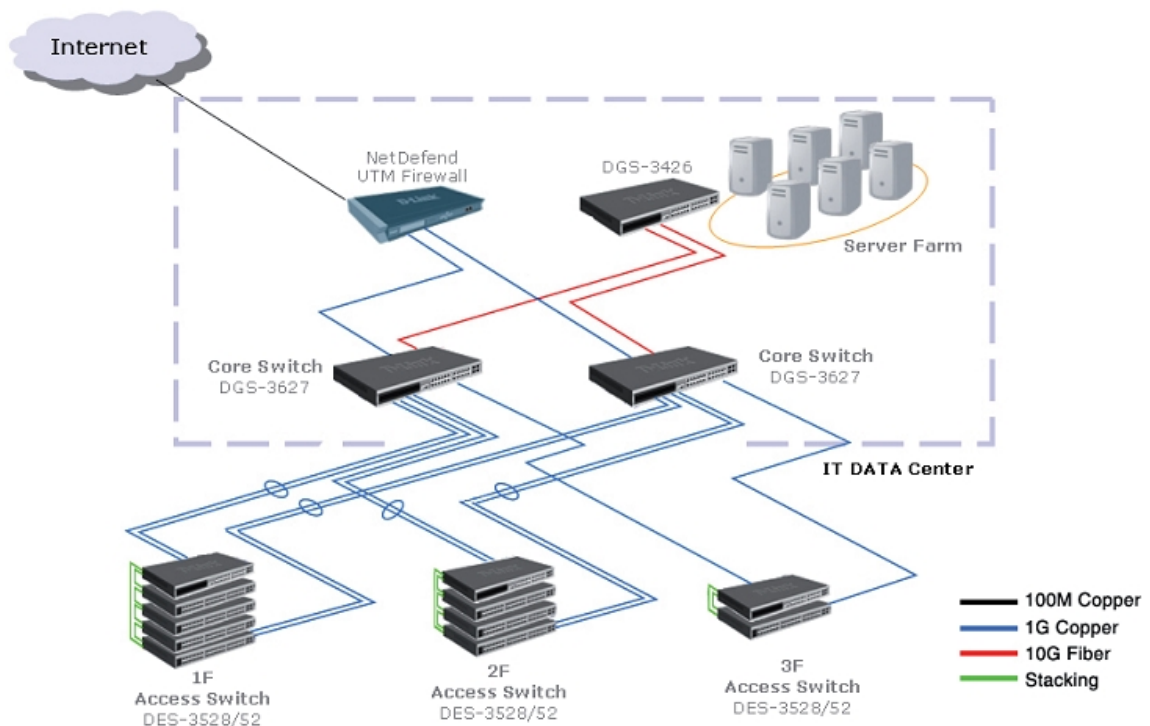 Internet
NetDefend
UTM Firewall
D-Link
DGS-3426
Server Farm
Core Switch
DGS-3627
Core Switch
DGS-3627
IT DATA Center
1F
Access Switch
DES-3528/52
2F
Access Switch
DES-3528/52
3F
Access Switch
DES-3528/52
100M Copper
1G Copper
10G Fiber
Stacking